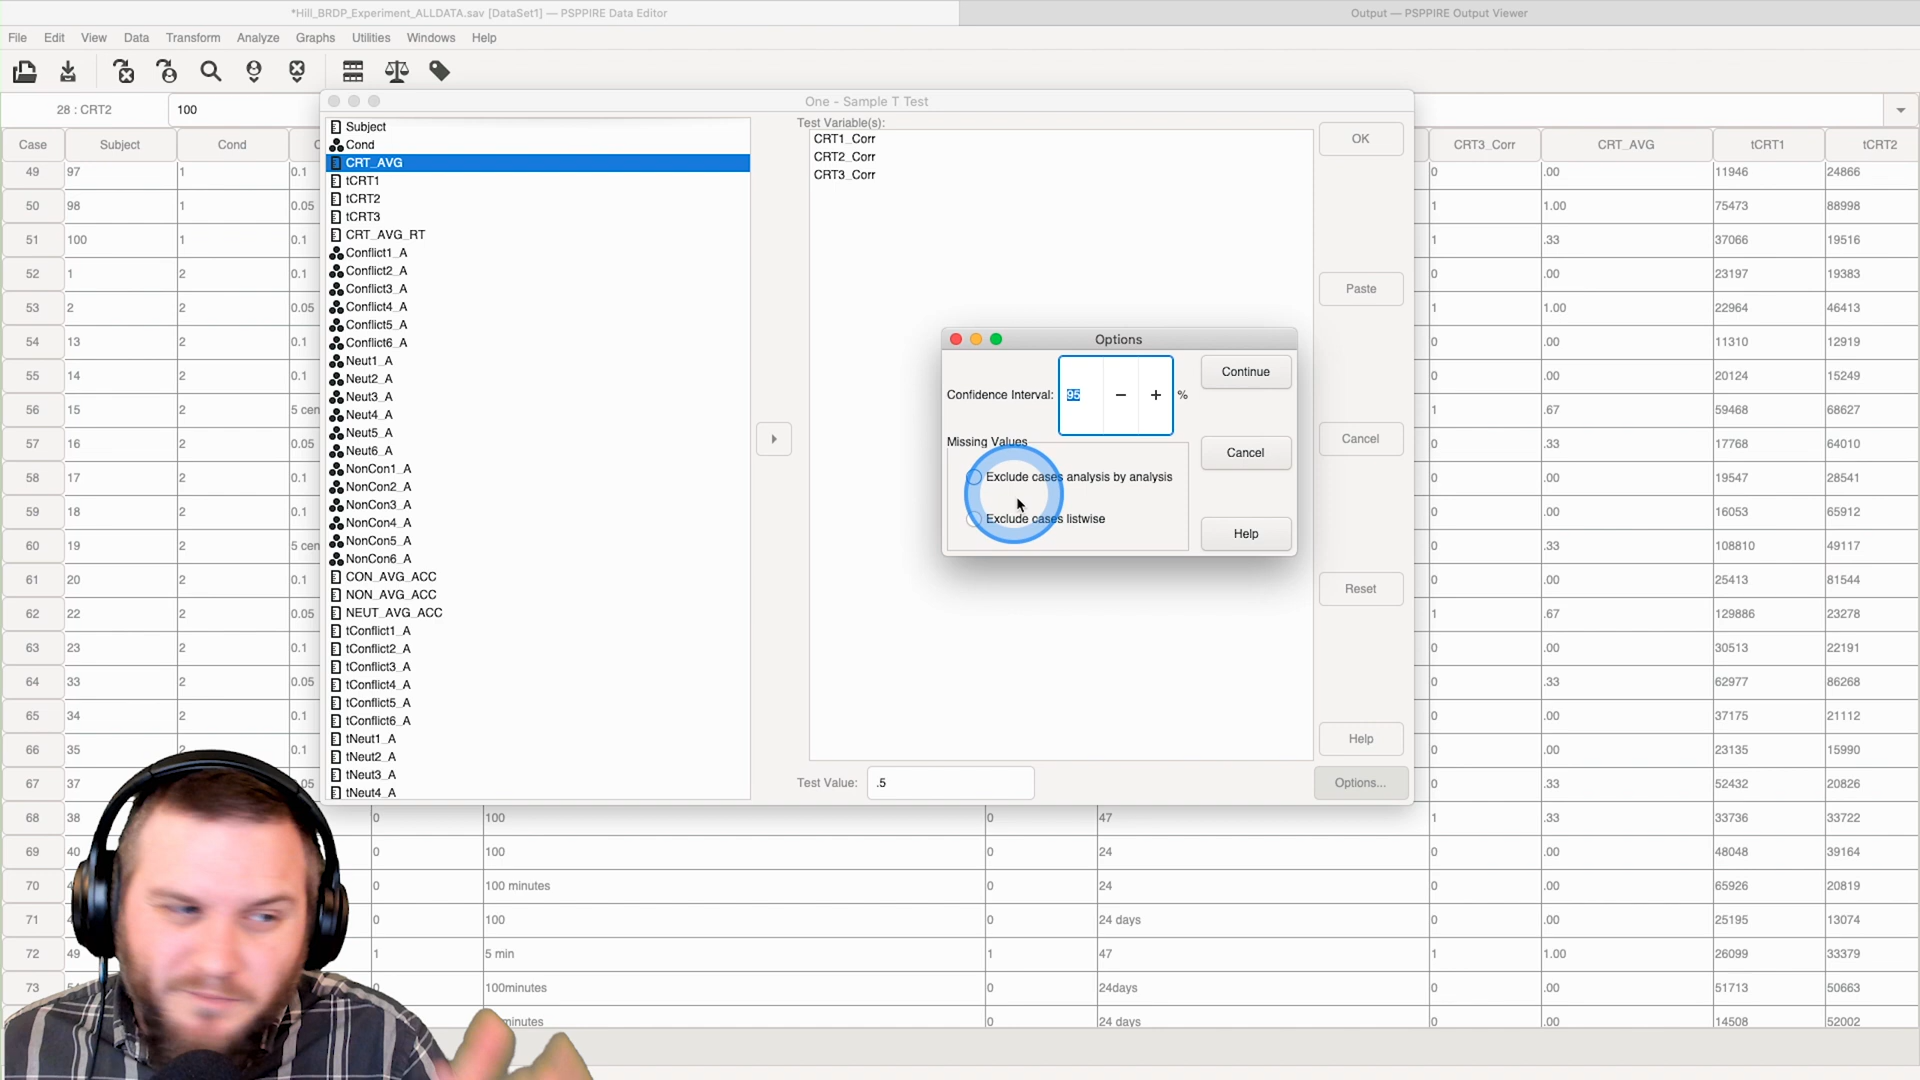 *Hill_BRDP_Experiment_ALLDATA.sav [DataSet1] — PSPPIRE Data Editor
Output — PSPPIRE Output Viewer
File Edit View Data Transform Analyze Graphs Utilities Windows Help
28 : CRT2 100
One - Sample T Test
Subject
Cond
CRT_AVG
tCRT1
tCRT2
tCRT3
CRT_AVG_RT
Conflict1_A
Conflict2_A
Conflict3_A
Conflict4_A
Conflict5_A
Conflict6_A
Neut1_A
Neut2_A
Neut3_A
Neut4_A
Neut5_A
Neut6_A
NonCon1_A
NonCon2_A
NonCon3_A
NonCon4_A
NonCon5_A
NonCon6_A
CON_AVG_ACC
NON_AVG_ACC
NEUT_AVG_ACC
tConflict1_A
tConflict2_A
tConflict3_A
tConflict4_A
tConflict5_A
tConflict6_A
tNeut1_A
tNeut2_A
tNeut3_A
tNeut4_A
Test Variable(s):
CRT1_Corr
CRT2_Corr
CRT3_Corr
Test Value: .5
OK
Paste
Cancel
Reset
Help
Options...
Options
Confidence Interval: 95 − + %
Missing Values
Exclude cases analysis by analysis
Exclude cases listwise
Continue
Cancel
Help
Case Subject Cond C CRT3_Corr CRT_AVG tCRT1 tCRT2
49 97 1 0.1 0 .00 11946 24866
50 98 1 0.05 1 1.00 75473 88998
51 100 1 0.1 1 .33 37066 19516
52 1 2 0.1 0 .00 23197 19383
53 2 2 0.05 1 1.00 22964 46413
54 13 2 0.1 0 .00 11310 12919
55 14 2 0.1 0 .00 20124 15249
56 15 2 5 cen 1 .67 59468 68627
57 16 2 0.05 0 .33 17768 64010
58 17 2 0.1 0 .00 19547 28541
59 18 2 0.1 0 .00 16053 65912
60 19 2 5 cen 0 .33 108810 49117
61 20 2 0.1 0 .00 25413 81544
62 22 2 0.05 1 .67 129886 23278
63 23 2 0.1 0 .00 30513 22191
64 33 2 0.05 0 .33 62977 86268
65 34 2 0.1 0 .00 37175 21112
66 35 2 0.1 0 .00 23135 15990
67 37 05 0 .33 52432 20826
68 38 0 100 0 47 1 .33 33736 33722
69 40 0 100 0 24 0 .00 48048 39164
70 4 0 100 minutes 0 24 0 .00 65926 20819
71 4 0 100 0 24 days 0 .00 25195 13074
72 49 1 5 min 1 47 1 1.00 26099 33379
73 0 100minutes 0 24days 0 .00 51713 50663
minutes 0 24 days 0 .00 14508 52002